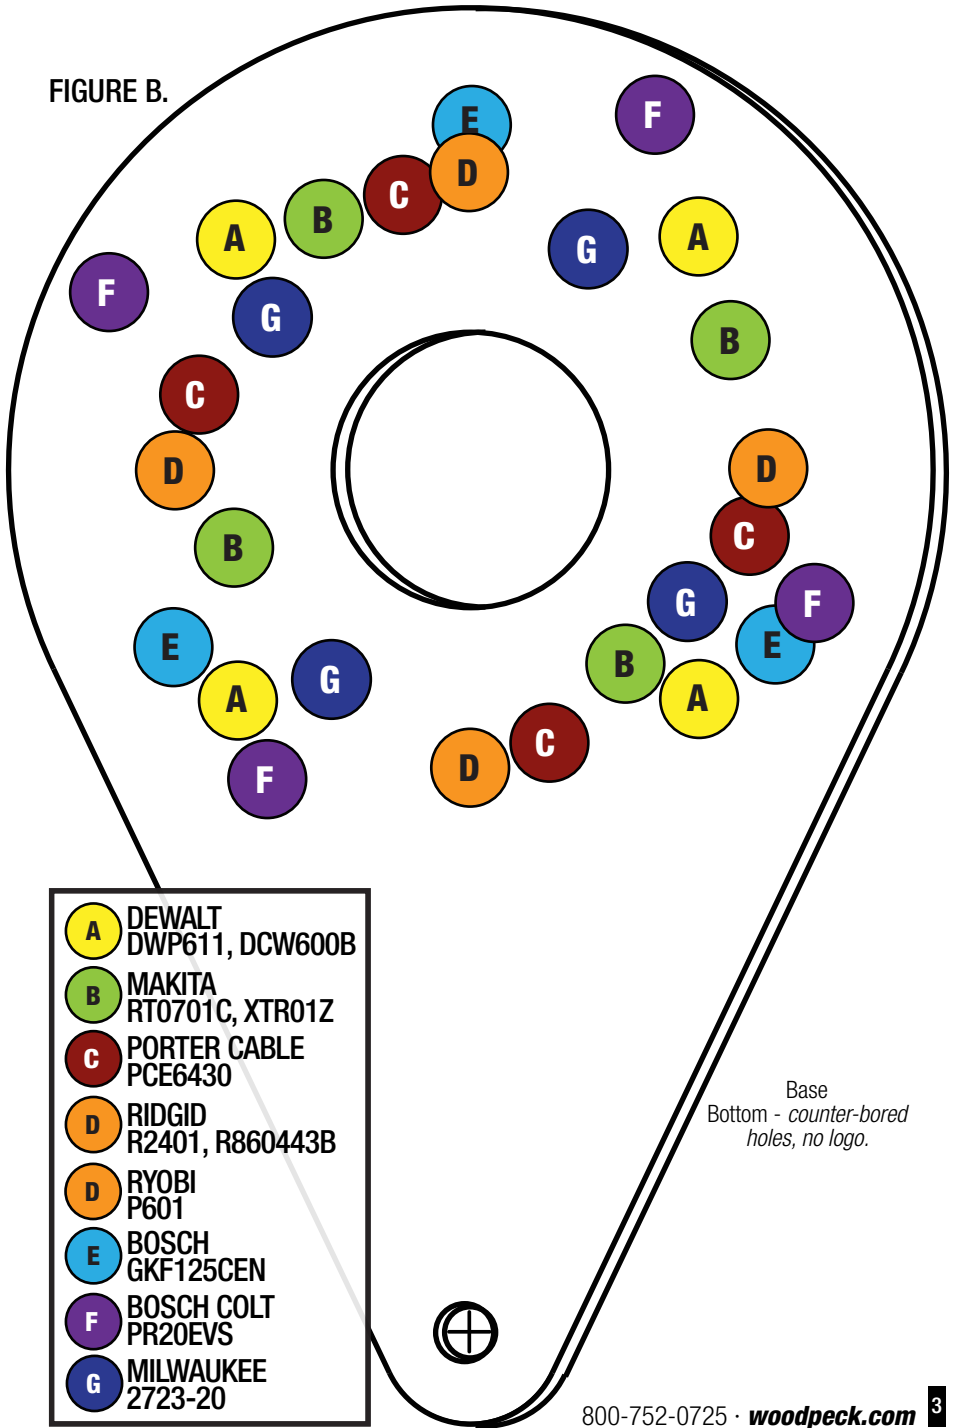 FIGURE B.
E
F
D
C
B
A
G
A
F
G
B
C
D
D
B
C
G
F
E
E
B
G
A
A
C
D
F
A DEWALT
DWP611, DCW600B
B MAKITA
RT0701C, XTR01Z
C PORTER CABLE
PCE6430
D RIDGID
R2401, R860443B
D RYOBI
P601
E BOSCH
GKF125CEN
F BOSCH COLT
PR20EVS
G MILWAUKEE
2723-20
Base
Bottom - counter-bored
holes, no logo.
800-752-0725 · woodpeck.com 3